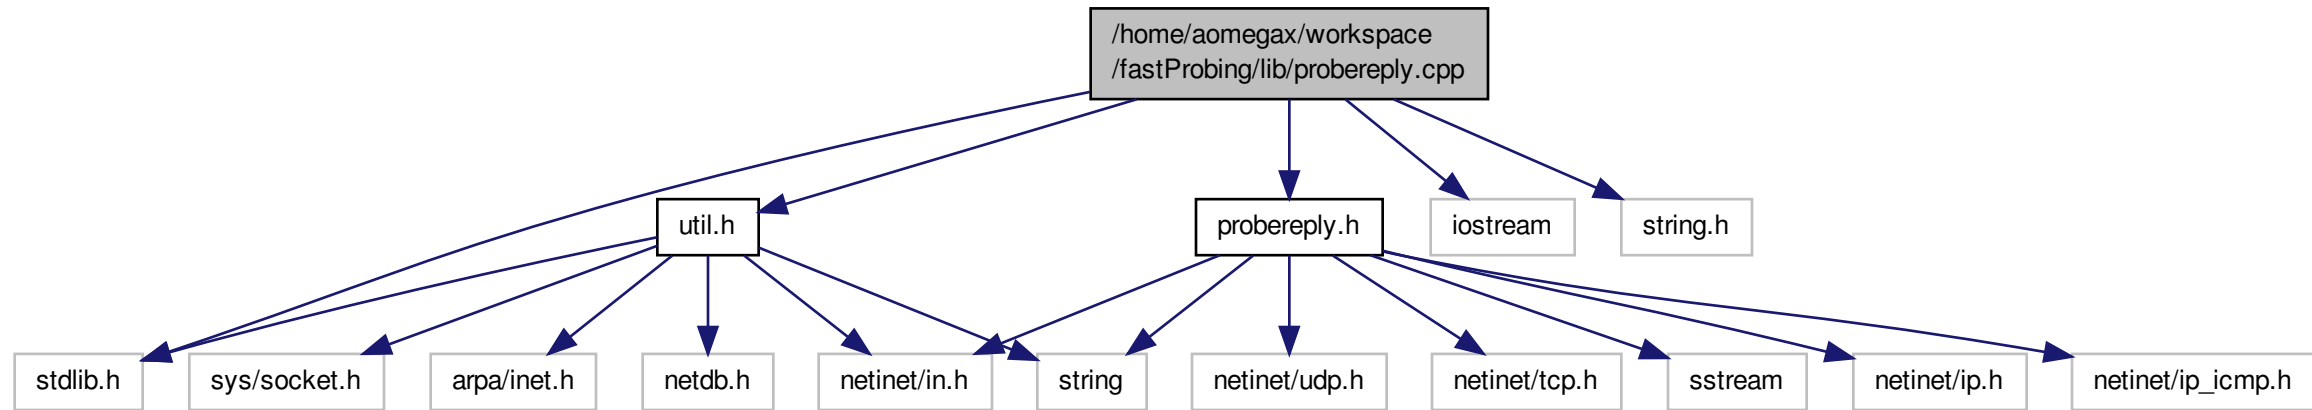 /home/aomegax/workspace
/fastProbing/lib/probereply.cpp
util.h
probereply.h
iostream
string.h
stdlib.h
sys/socket.h
arpa/inet.h
netdb.h
netinet/in.h
string
netinet/udp.h
netinet/tcp.h
sstream
netinet/ip.h
netinet/ip_icmp.h